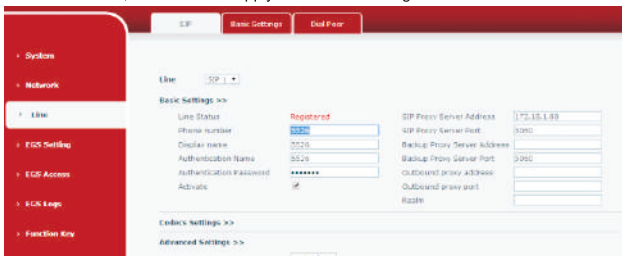 SIP Basic Settings Dial Peer
› System
› Network
› Line
› EGS Setting
› EGS Access
› EGS Logs
› Function Key
Line SIP 1
Basic Settings >>
Line Status Registered SIP Proxy Server Address 172.18.1.88
Phone number 5526 SIP Proxy Server Port 5060
Display name 5526 Backup Proxy Server Address
Authentication Name 5526 Backup Proxy Server Port 5060
Authentication Password ••••••• Outbound proxy address
Activate Outbound proxy port
Realm
Codecs Settings >>
Advanced Settings >>